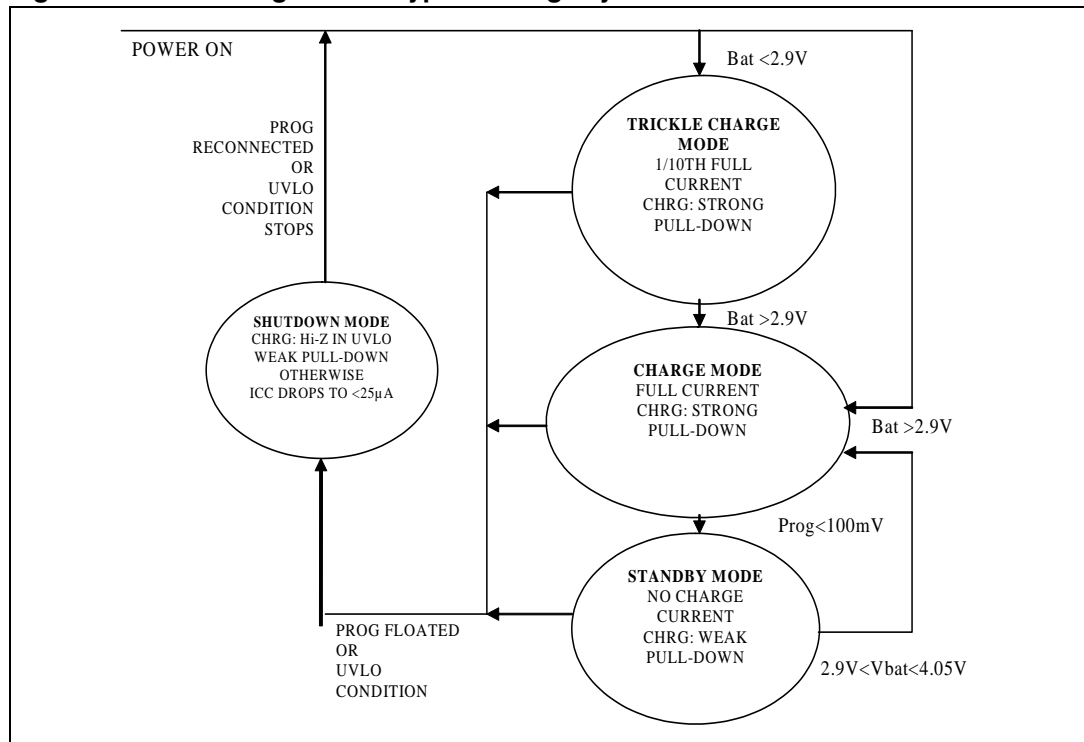 POWER ON
Bat <2.9V
TRICKLE CHARGE
MODE
1/10TH FULL
CURRENT
CHRG: STRONG
PULL-DOWN
PROG
RECONNECTED
OR
UVLO
CONDITION
STOPS
SHUTDOWN MODE
CHRG: Hi-Z IN UVLO
WEAK PULL-DOWN
OTHERWISE
ICC DROPS TO <25µA
Bat >2.9V
CHARGE MODE
FULL CURRENT
CHRG: STRONG
PULL-DOWN
Bat >2.9V
Prog<100mV
STANDBY MODE
NO CHARGE
CURRENT
CHRG: WEAK
PULL-DOWN
2.9V<Vbat<4.05V
PROG FLOATED
OR
UVLO
CONDITION